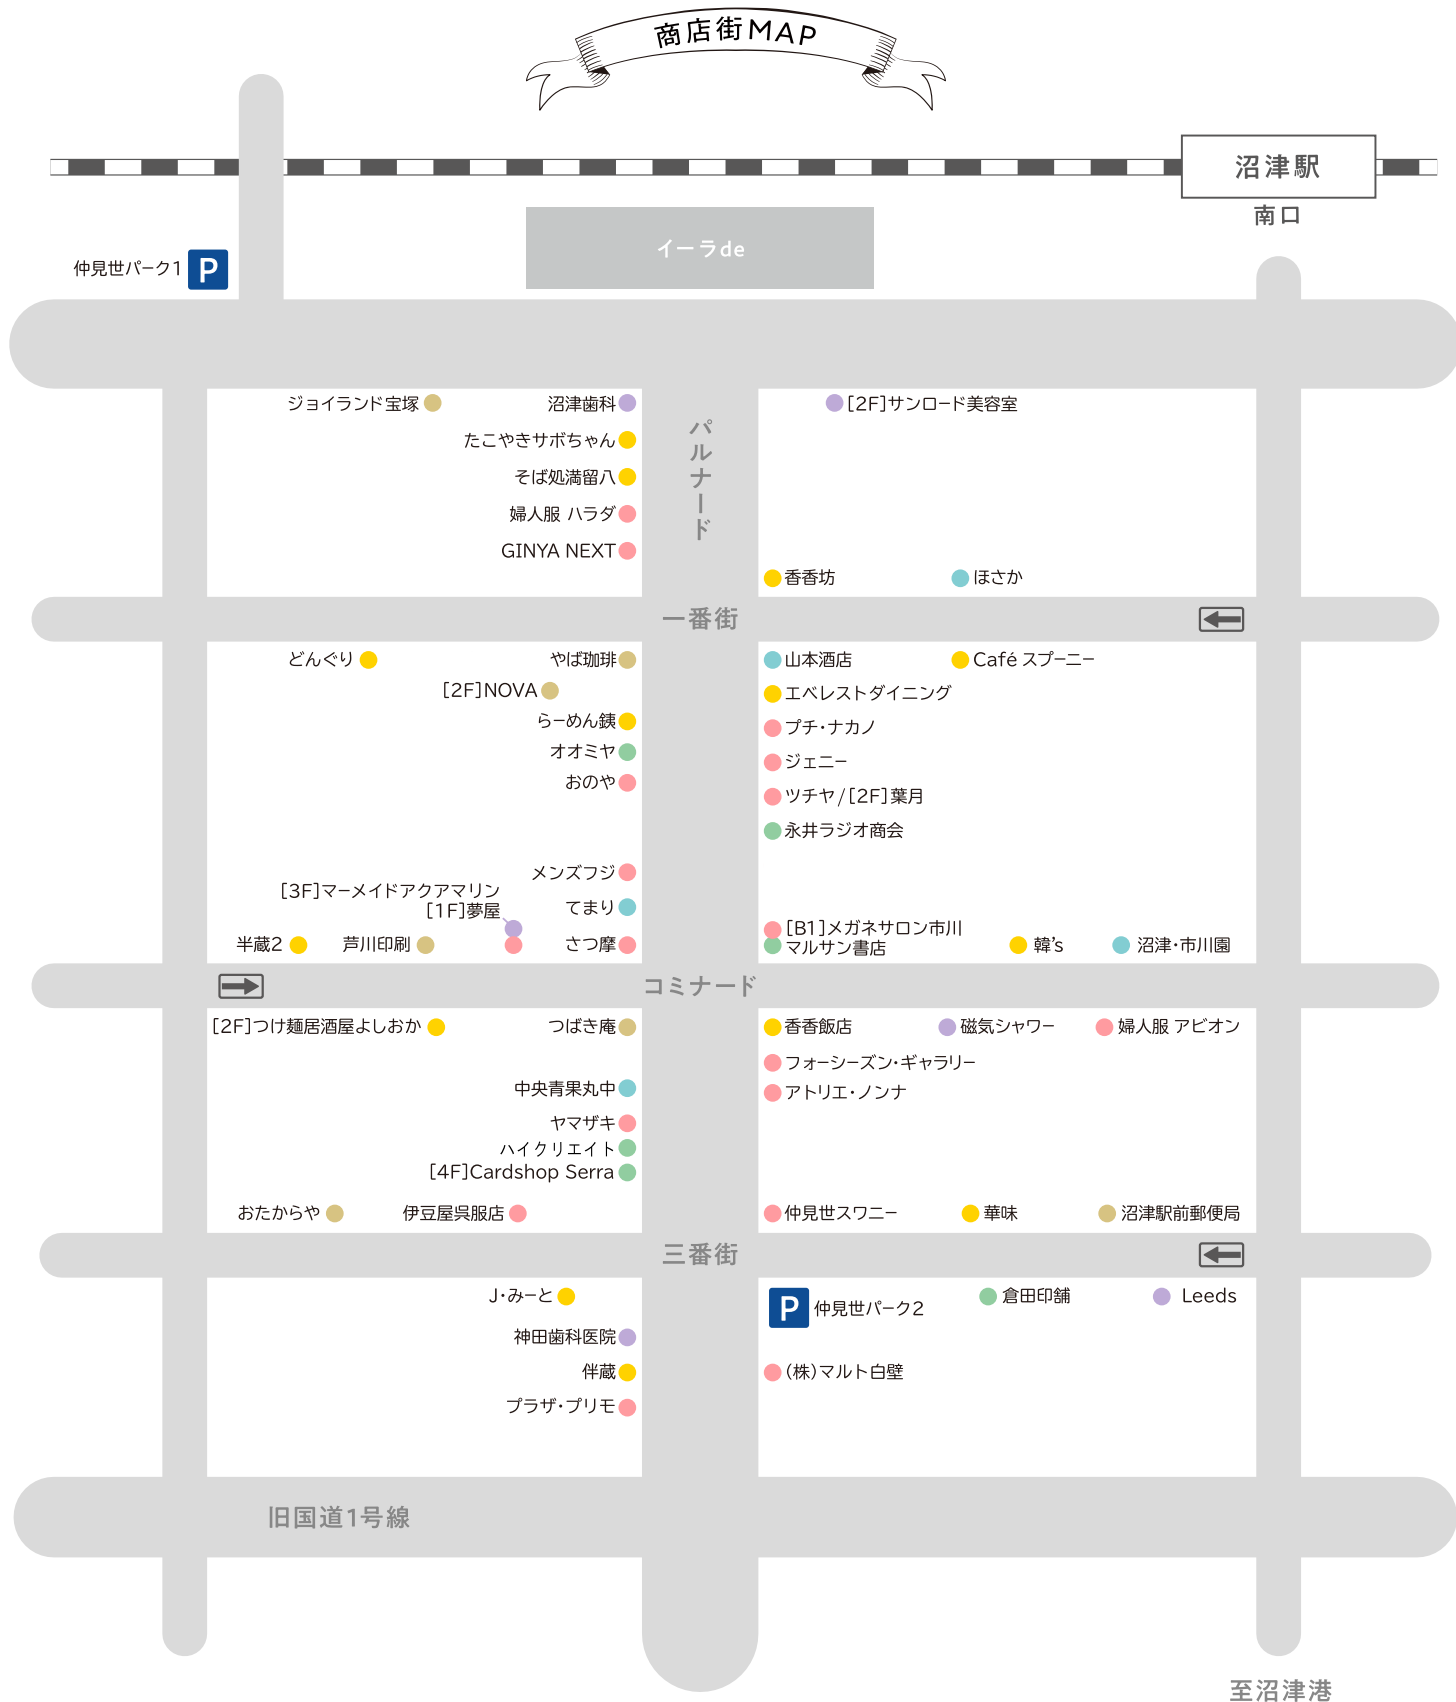 商店街MAP
沼津駅
南口
イーラde
仲見世パーク1
P
ジョイランド宝塚
沼津歯科
[2F]サンロード美容室
たこやきサボちゃん
そば処満留八
婦人服 ハラダ
GINYA NEXT
パルナード
香香坊
ほさか
一番街
どんぐり
やば珈琲
[2F]NOVA
らーめん銕
オオミヤ
おのや
メンズフジ
[3F]マーメイドアクアマリン
[1F]夢屋
てまり
半蔵2
芦川印刷
さつ摩
山本酒店
Café スプーニー
エベレストダイニング
プチ・ナカノ
ジェニー
ツチヤ/[2F]葉月
永井ラジオ商会
[B1]メガネサロン市川
マルサン書店
韓's
沼津・市川園
コミナード
[2F]つけ麺居酒屋よしおか
つばき庵
中央青果丸中
ヤマザキ
ハイクリエイト
[4F]Cardshop Serra
おたからや
伊豆屋呉服店
香香飯店
磁気シャワー
婦人服 アビオン
フォーシーズン・ギャラリー
アトリエ・ノンナ
仲見世スワニー
華味
沼津駅前郵便局
三番街
J・みーと
神田歯科医院
伴蔵
プラザ・プリモ
P
仲見世パーク2
倉田印舗
Leeds
(株)マルト白壁
旧国道1号線
至沼津港